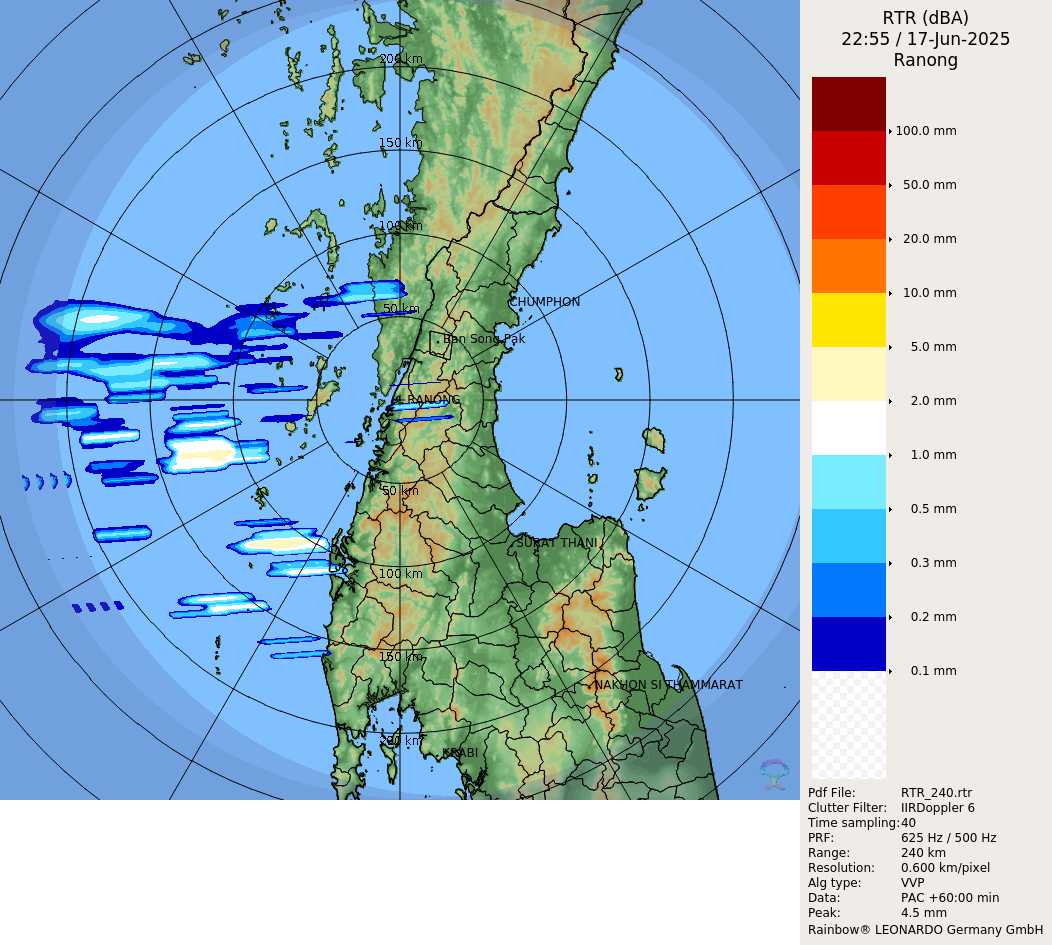 RTR (dBA)
22:55 / 17-Jun-2025
Ranong
200 km
150 km
100 km
50 km
CHUMPHON
Ban Song Pak
RANONG
50 km
SURAT THANI
100 km
150 km
NAKHON SI THAMMARAT
200 km
KRABI
100.0 mm
50.0 mm
20.0 mm
10.0 mm
5.0 mm
2.0 mm
1.0 mm
0.5 mm
0.3 mm
0.2 mm
0.1 mm
Pdf File: RTR_240.rtr
Clutter Filter: IIRDoppler 6
Time sampling:40
PRF: 625 Hz / 500 Hz
Range: 240 km
Resolution: 0.600 km/pixel
Alg type: VVP
Data: PAC +60:00 min
Peak: 4.5 mm
Rainbow® LEONARDO Germany GmbH